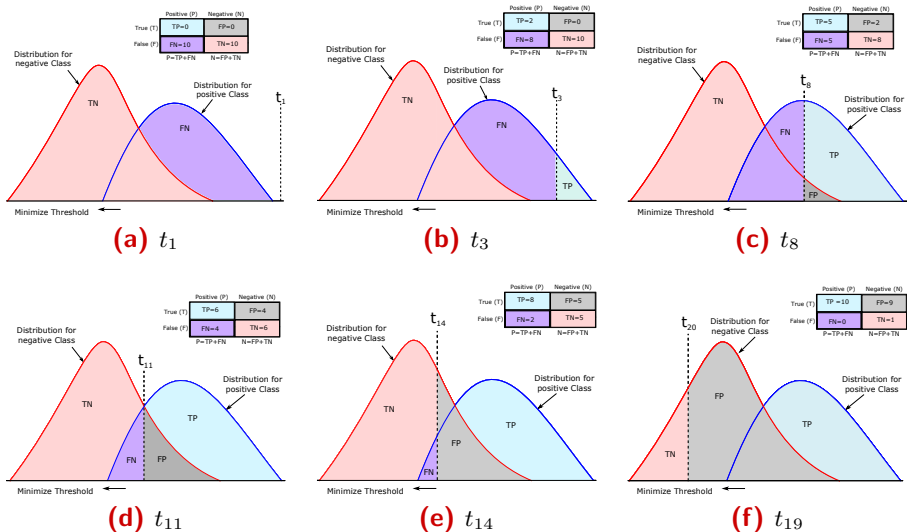 Positive (P) Negative (N)
True (T) TP=0 FP=0
False (F) FN=10 TN=10
P=TP+FN N=FP+TN
Distribution for
negative Class
Distribution for
positive Class
t1
TN
FN
Minimize Threshold
(a) t1
Positive (P) Negative (N)
True (T) TP=2 FP=0
False (F) FN=8 TN=10
P=TP+FN N=FP+TN
Distribution for
negative Class
Distribution for
positive Class
t3
TN
FN
TP
Minimize Threshold
(b) t3
Positive (P) Negative (N)
True (T) TP=5 FP=2
False (F) FN=5 TN=8
P=TP+FN N=FP+TN
Distribution for
negative Class
t8
Distribution for
positive Class
TN
FN
TP
FP
Minimize Threshold
(c) t8
Positive (P) Negative (N)
True (T) TP=6 FP=4
False (F) FN=4 TN=6
P=TP+FN N=FP+TN
Distribution for
negative Class
t11
Distribution for
positive Class
TN
TP
FN
FP
Minimize Threshold
(d) t11
Positive (P) Negative (N)
True (T) TP=8 FP=5
False (F) FN=2 TN=5
P=TP+FN N=FP+TN
Distribution for
negative Class
t14
Distribution for
positive Class
TN
FP
TP
FN
Minimize Threshold
(e) t14
Positive (P) Negative (N)
True (T) TP =10 FP=9
False (F) FN=0 TN=1
P=TP+FN N=FP+TN
t20
Distribution for
negative Class
Distribution for
positive Class
FP
TP
TN
Minimize Threshold
(f) t19